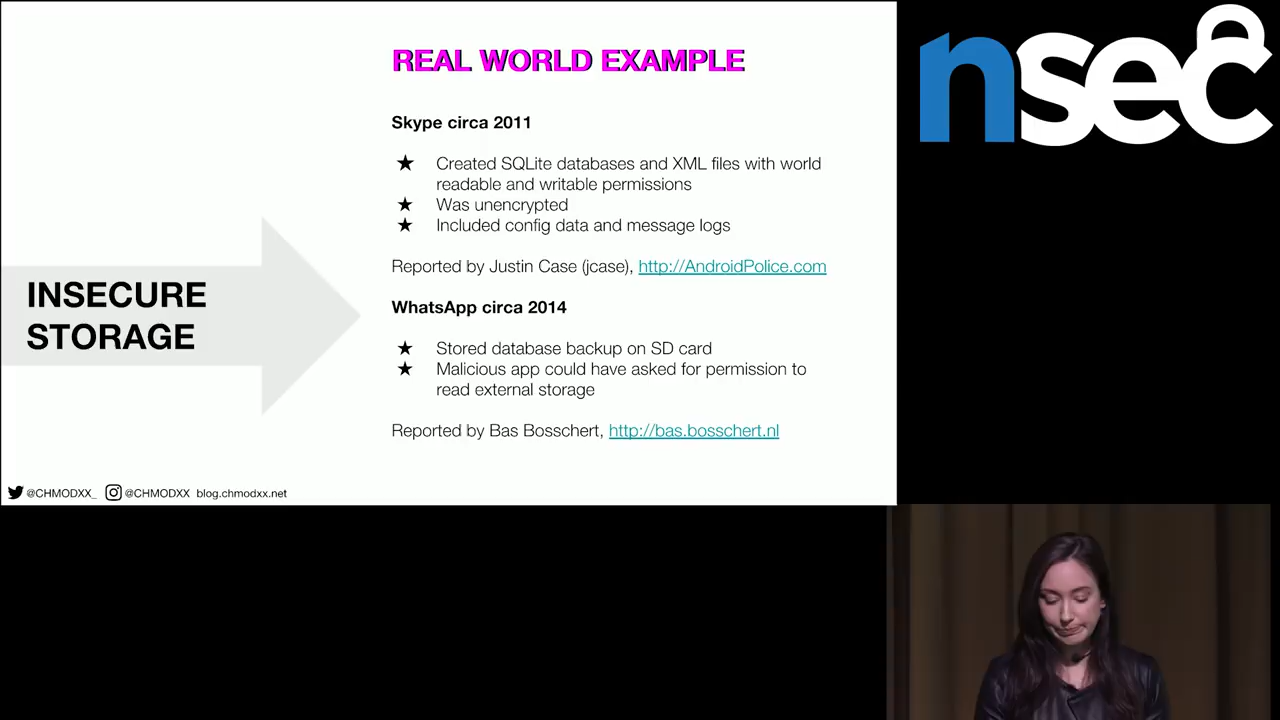 REAL WORLD EXAMPLE
Skype circa 2011
★ Created SQLite databases and XML files with world
readable and writable permissions
★ Was unencrypted
★ Included config data and message logs
Reported by Justin Case (jcase), http://AndroidPolice.com
WhatsApp circa 2014
★ Stored database backup on SD card
★ Malicious app could have asked for permission to
read external storage
Reported by Bas Bosschert, http://bas.bosschert.nl
INSECURE
STORAGE
@CHMODXX_ @CHMODXX blog.chmodxx.net
nsec